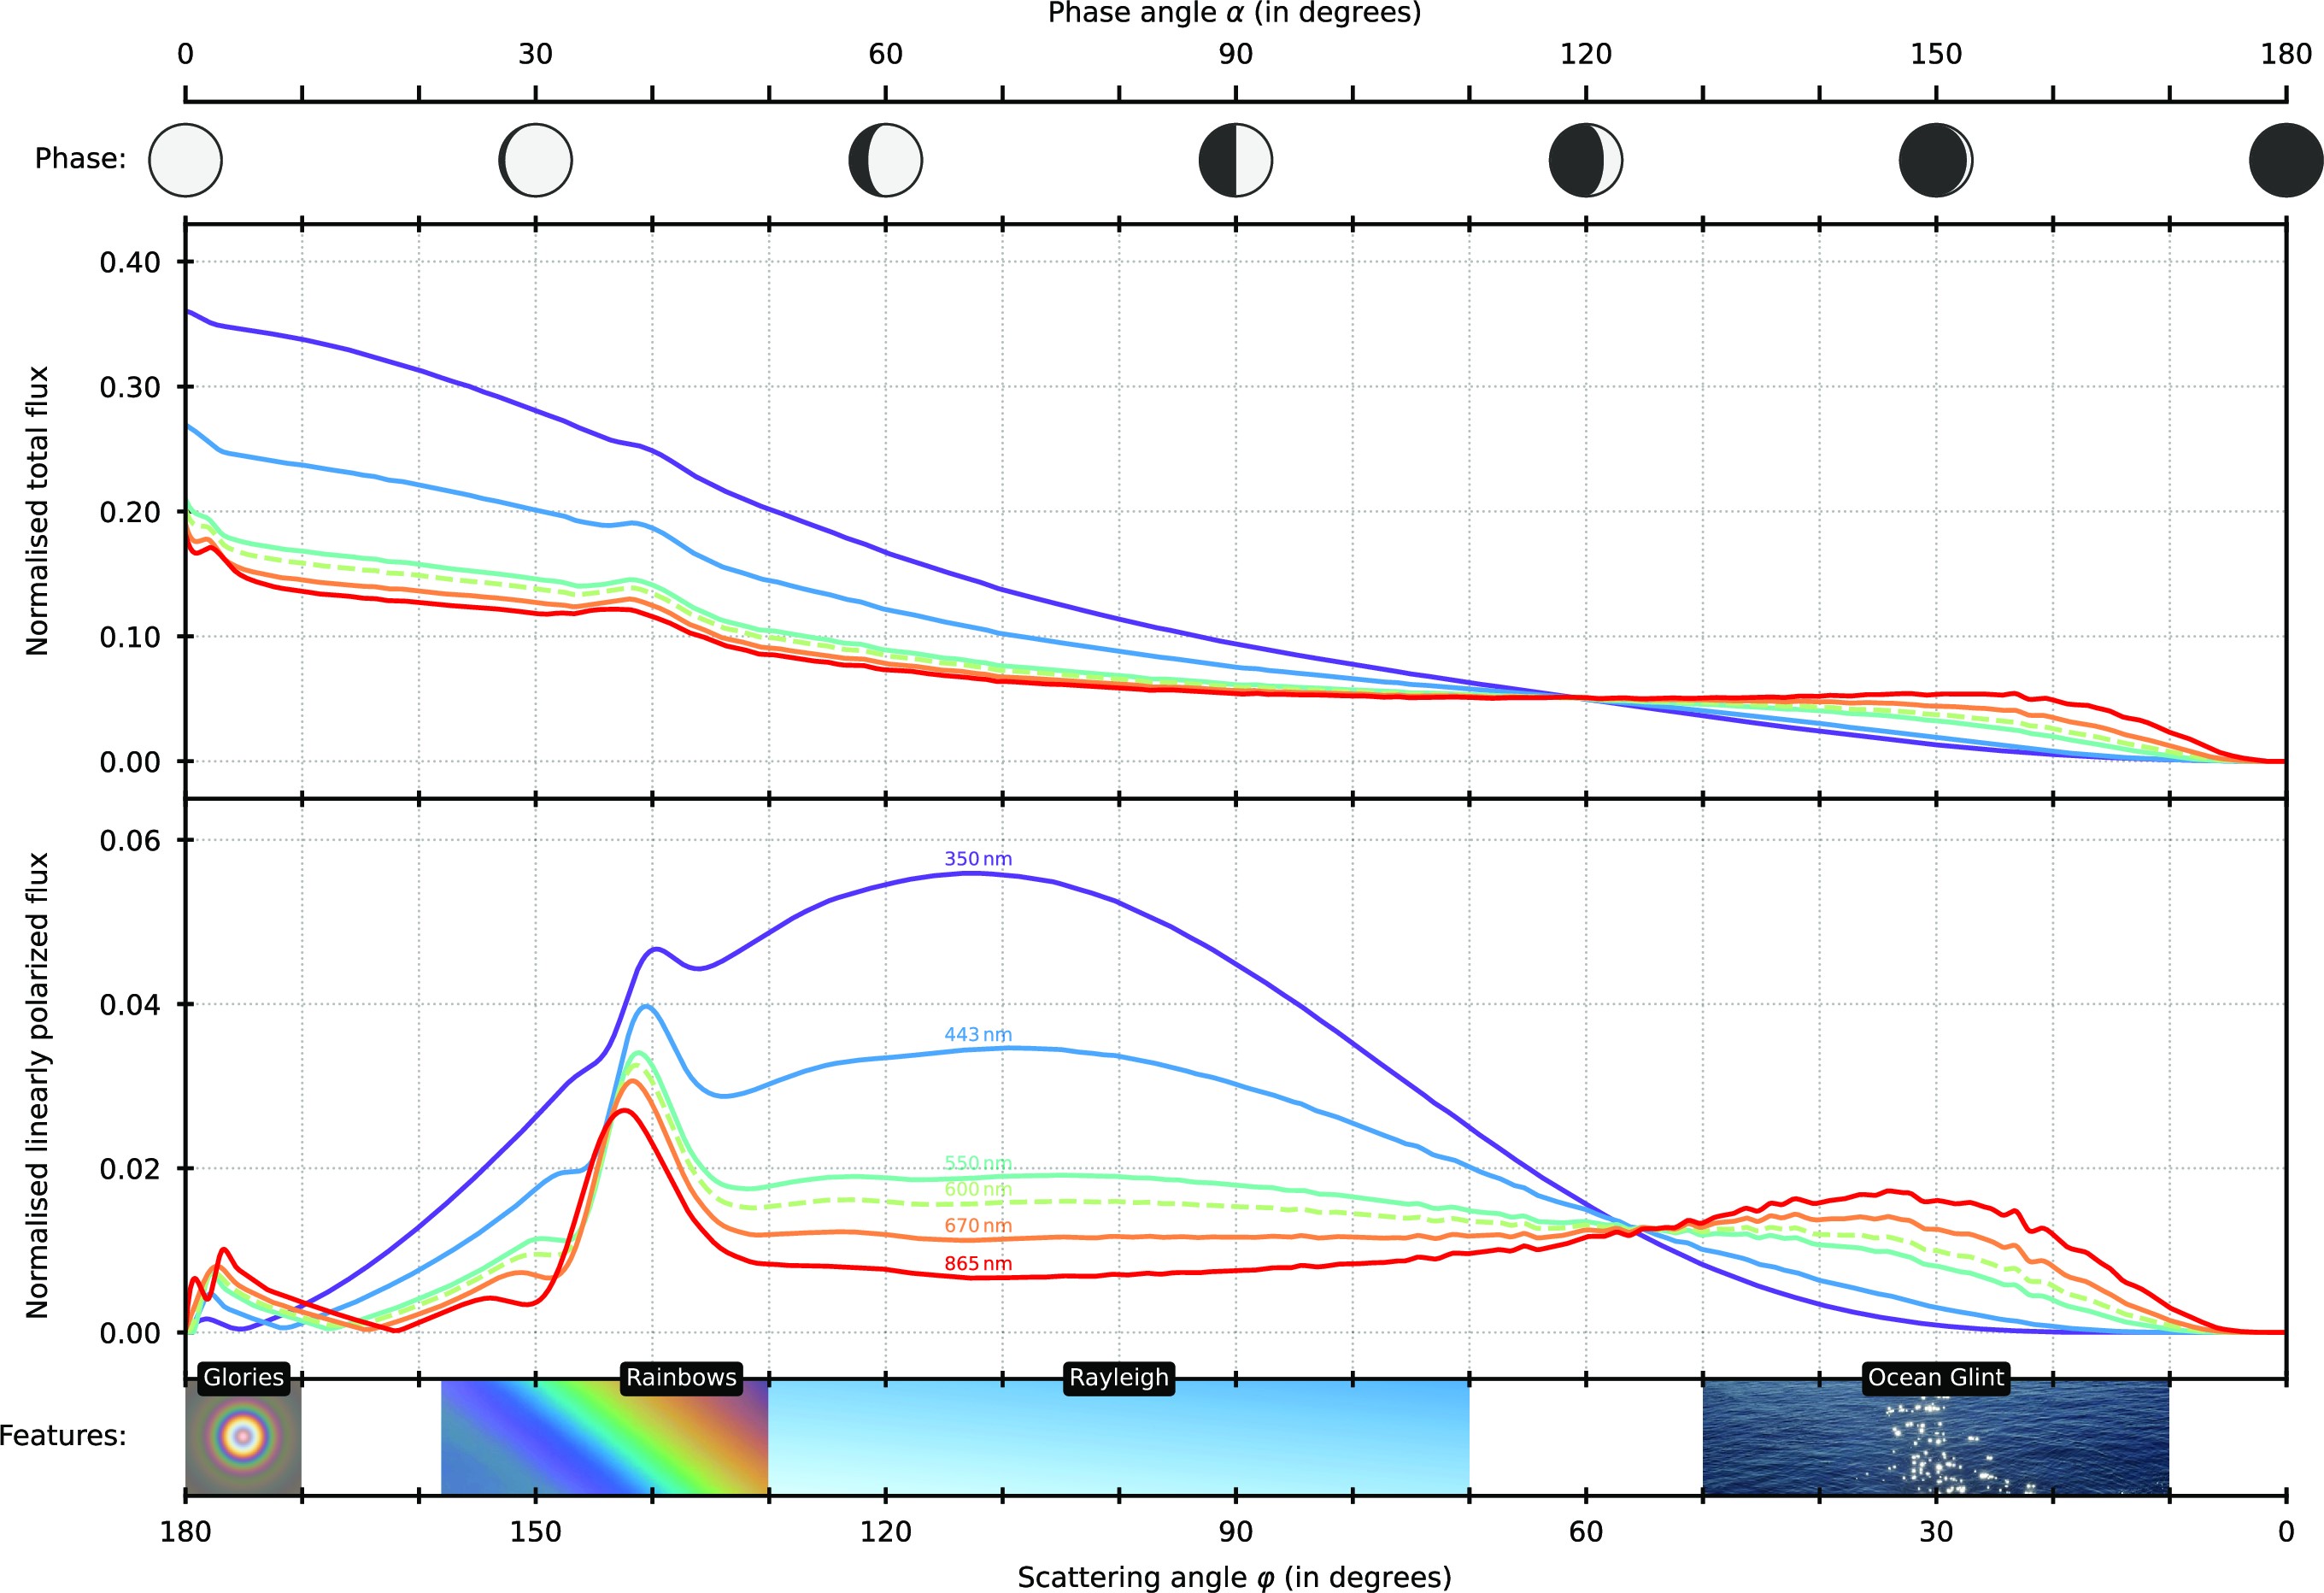 Phase angle α (in degrees)
0 30 60 90 120 150 180
Phase:
Normalised total flux
0.40
0.30
0.20
0.10
0.00
Normalised linearly polarized flux
0.06
0.04
0.02
0.00
350 nm
443 nm
550 nm
600 nm
670 nm
865 nm
Glories Rainbows Rayleigh Ocean Glint
Features:
180 150 120 90 60 30 0
Scattering angle φ (in degrees)